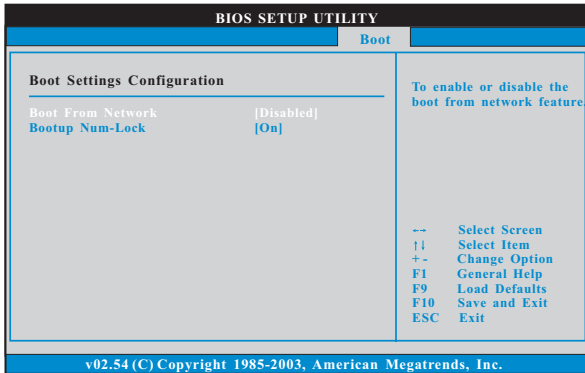 BIOS SETUP UTILITY
Boot
Boot Settings Configuration
Boot From Network [Disabled]
Bootup Num-Lock [On]
To enable or disable the
boot from network feature.
←→ Select Screen
↑↓ Select Item
+ - Change Option
F1 General Help
F9 Load Defaults
F10 Save and Exit
ESC Exit
v02.54 (C) Copyright 1985-2003, American Megatrends, Inc.